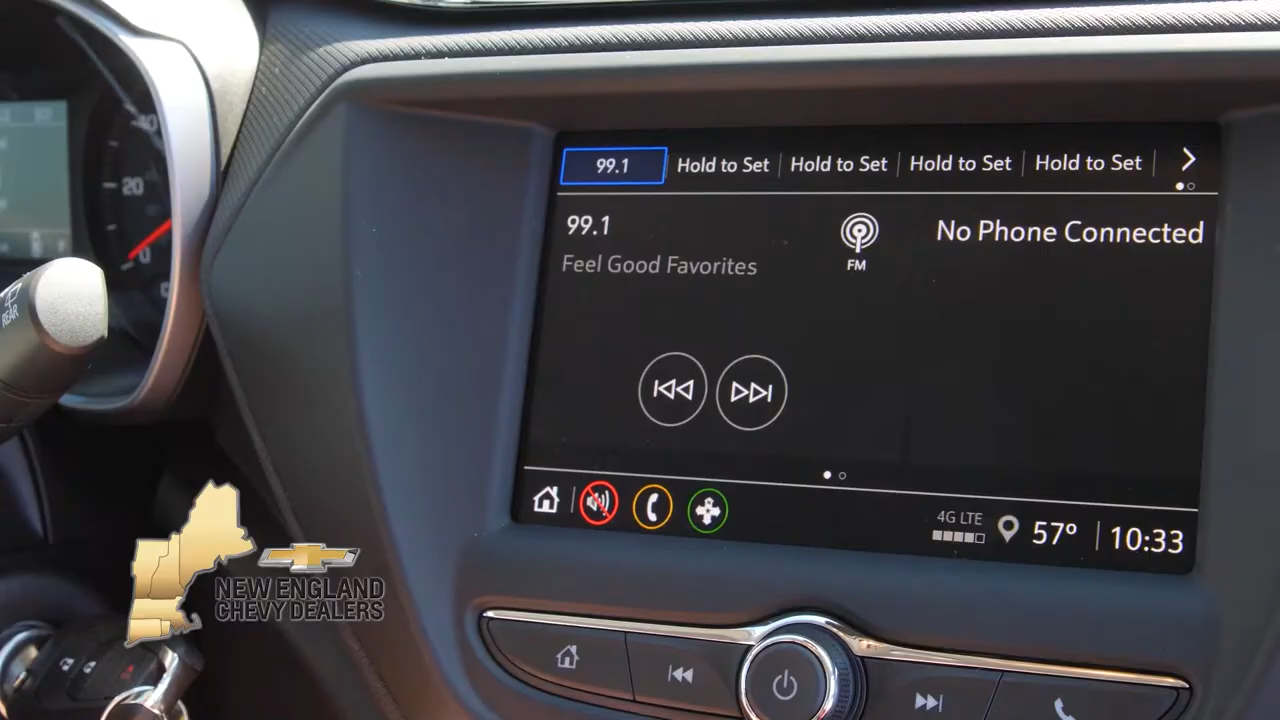 99.1 Hold to Set Hold to Set Hold to Set Hold to Set
99.1
Feel Good Favorites
FM
No Phone Connected
4G LTE
57° 10:33
40
20
0
REAR
NEW ENGLAND
CHEVY DEALERS